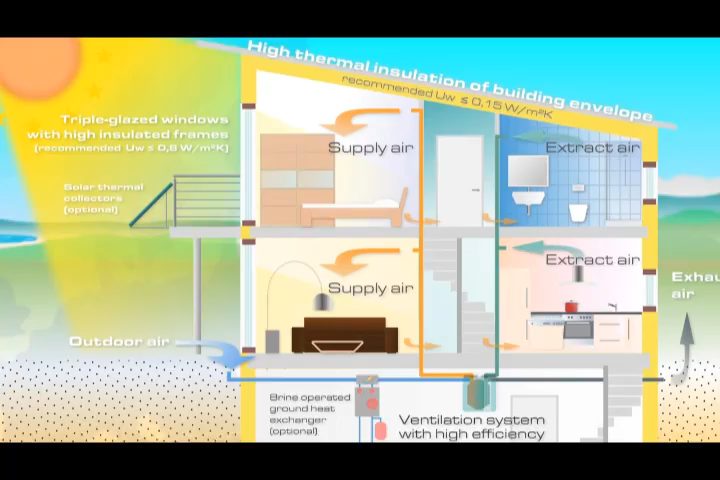 High thermal insulation of building envelope
recommended Uw ≤ 0,15 W/m²K
Triple-glazed windows
with high insulated frames
(recommended Uw ≤ 0,8 W/m²K)
Supply air
Extract air
Solar thermal
collectors
(optional)
Supply air
Extract air
Exhau
air
Outdoor air
Brine operated
ground heat
exchanger
(optional)
Ventilation system
with high efficiency